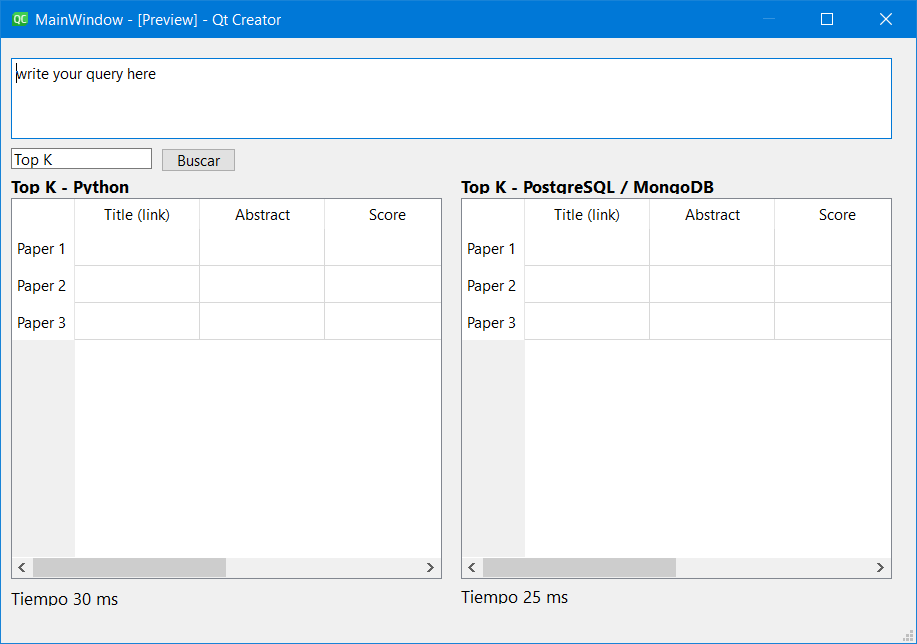 QC MainWindow - [Preview] - Qt Creator
write your query here
Top K Buscar
Top K - Python Top K - PostgreSQL / MongoDB
Title (link) Abstract Score Title (link) Abstract Score
Paper 1 Paper 1
Paper 2 Paper 2
Paper 3 Paper 3
Tiempo 30 ms Tiempo 25 ms